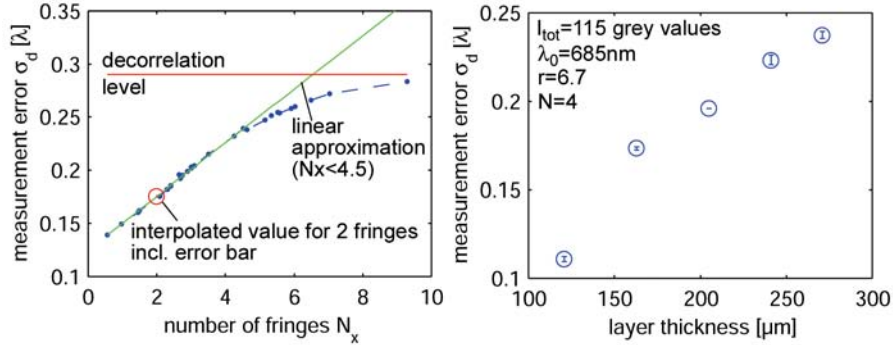 0.35
0.3
0.25
0.2
0.15
0.1
measurement error σd [λ]
decorrelation
level
linear
approximation
(Nx<4.5)
interpolated value for 2 fringes
incl. error bar
0 2 4 6 8 10
number of fringes Nx
0.25
0.2
0.15
0.1
measurement error σd [λ]
Itot=115 grey values
λ0=685nm
r=6.7
N=4
100 150 200 250 300
layer thickness [µm]